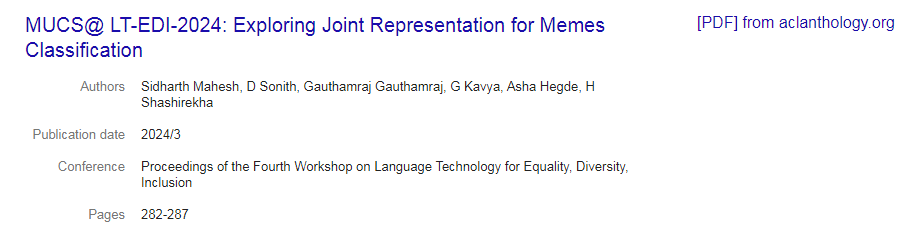 MUCS@ LT-EDI-2024: Exploring Joint Representation for Memes
Classification
[PDF] from aclanthology.org
Authors Sidharth Mahesh, D Sonith, Gauthamraj Gauthamraj, G Kavya, Asha Hegde, H
Shashirekha
Publication date 2024/3
Conference Proceedings of the Fourth Workshop on Language Technology for Equality, Diversity,
Inclusion
Pages 282-287